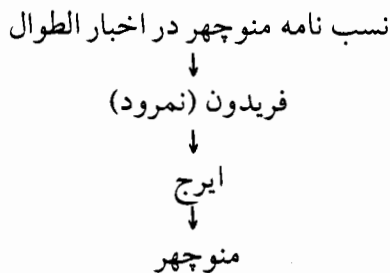 نسب نامه منوچهر در اخبار الطوال
↓
فریدون (نمرود)
↓
ایرج
↓
منوچهر